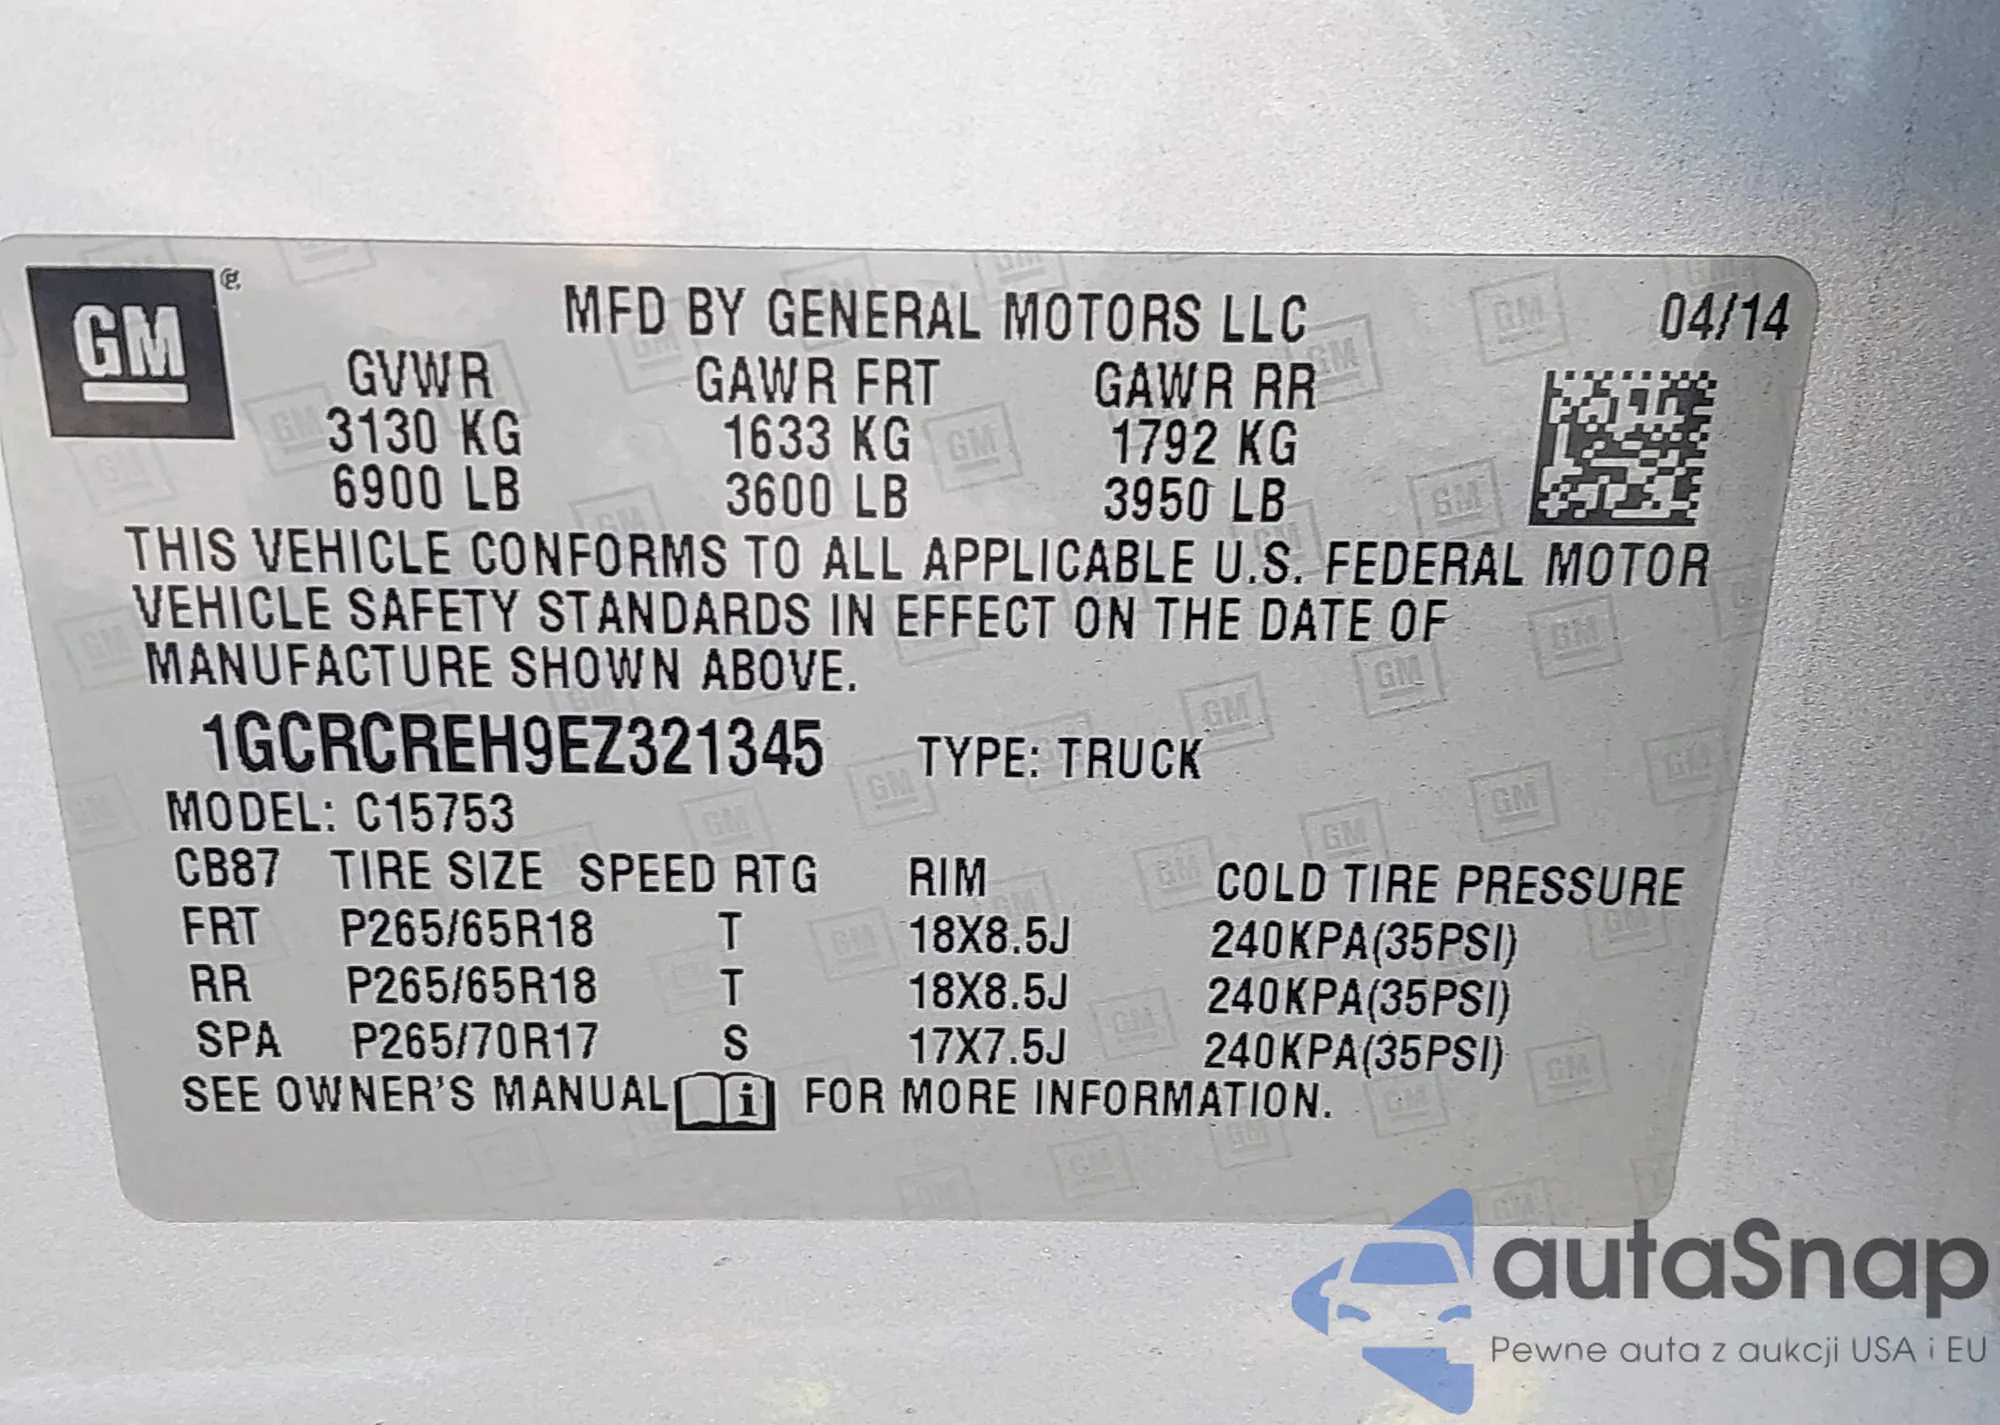 GM
MFD BY GENERAL MOTORS LLC 04/14
GVWR GAWR FRT GAWR RR
3130 KG 1633 KG 1792 KG
6900 LB 3600 LB 3950 LB
THIS VEHICLE CONFORMS TO ALL APPLICABLE U.S. FEDERAL MOTOR
VEHICLE SAFETY STANDARDS IN EFFECT ON THE DATE OF
MANUFACTURE SHOWN ABOVE.
1GCRCREH9EZ321345 TYPE: TRUCK
MODEL: C15753
CB87 TIRE SIZE SPEED RTG RIM COLD TIRE PRESSURE
FRT P265/65R18 T 18X8.5J 240KPA(35PSI)
RR P265/65R18 T 18X8.5J 240KPA(35PSI)
SPA P265/70R17 S 17X7.5J 240KPA(35PSI)
SEE OWNER'S MANUAL i FOR MORE INFORMATION.
autaSnap
Pewne auta z aukcji USA i EU